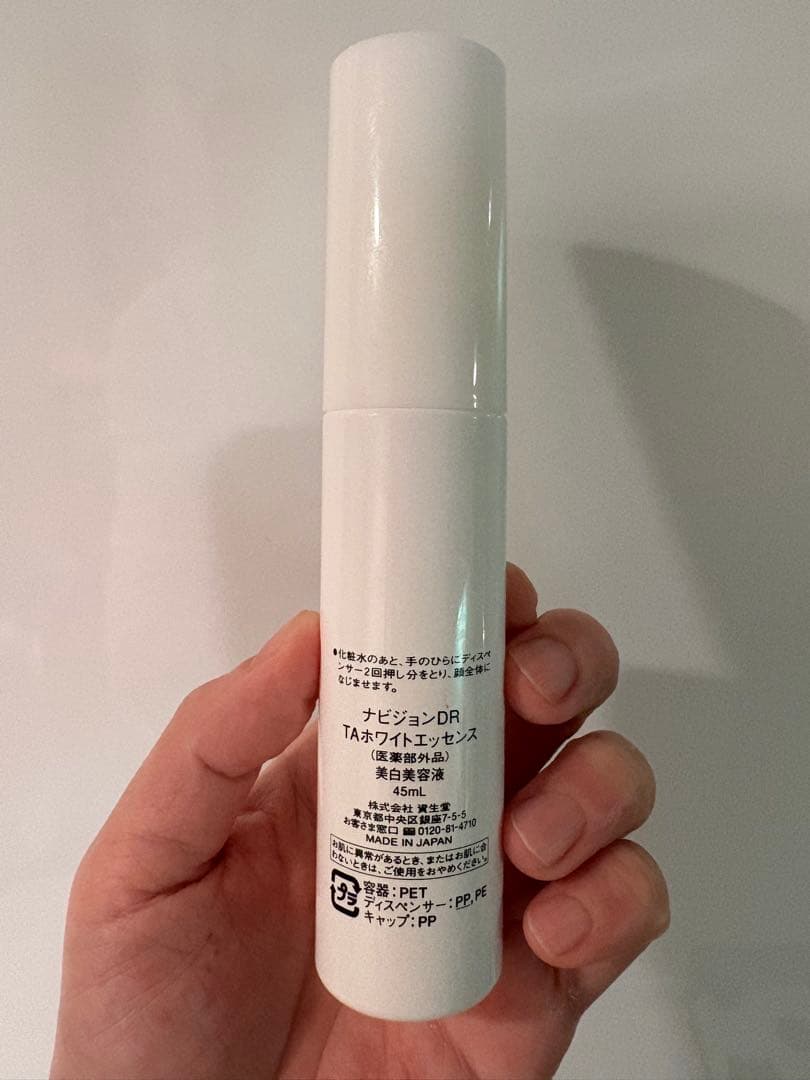 ●化粧水のあと、手のひらにディスペ
ンサー2回押し分をとり、顔全体に
なじませます。
ナビジョンDR
TAホワイトエッセンス
(医薬部外品)
美白美容液
45mL
株式会社 資生堂
東京都中央区銀座7-5-5
お客さま窓口 0120-81-4710
MADE IN JAPAN
お肌に異常があるとき、またはお肌に合
わないときは、ご使用をおやめください。
プラ
容器:PET
ディスペンサー:PP,PE
キャップ:PP